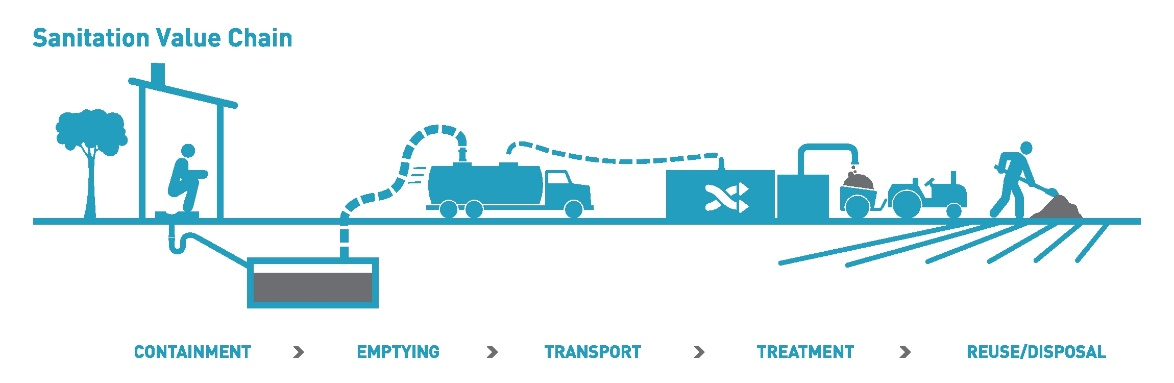 Sanitation Value Chain
CONTAINMENT > EMPTYING > TRANSPORT > TREATMENT > REUSE/DISPOSAL